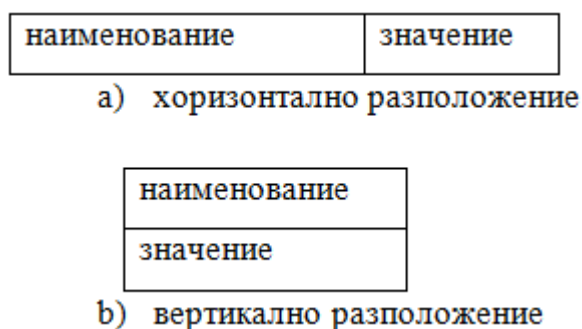 наименование значение
a) хоризонтално разположение
наименование
значение
b) вертикално разположение